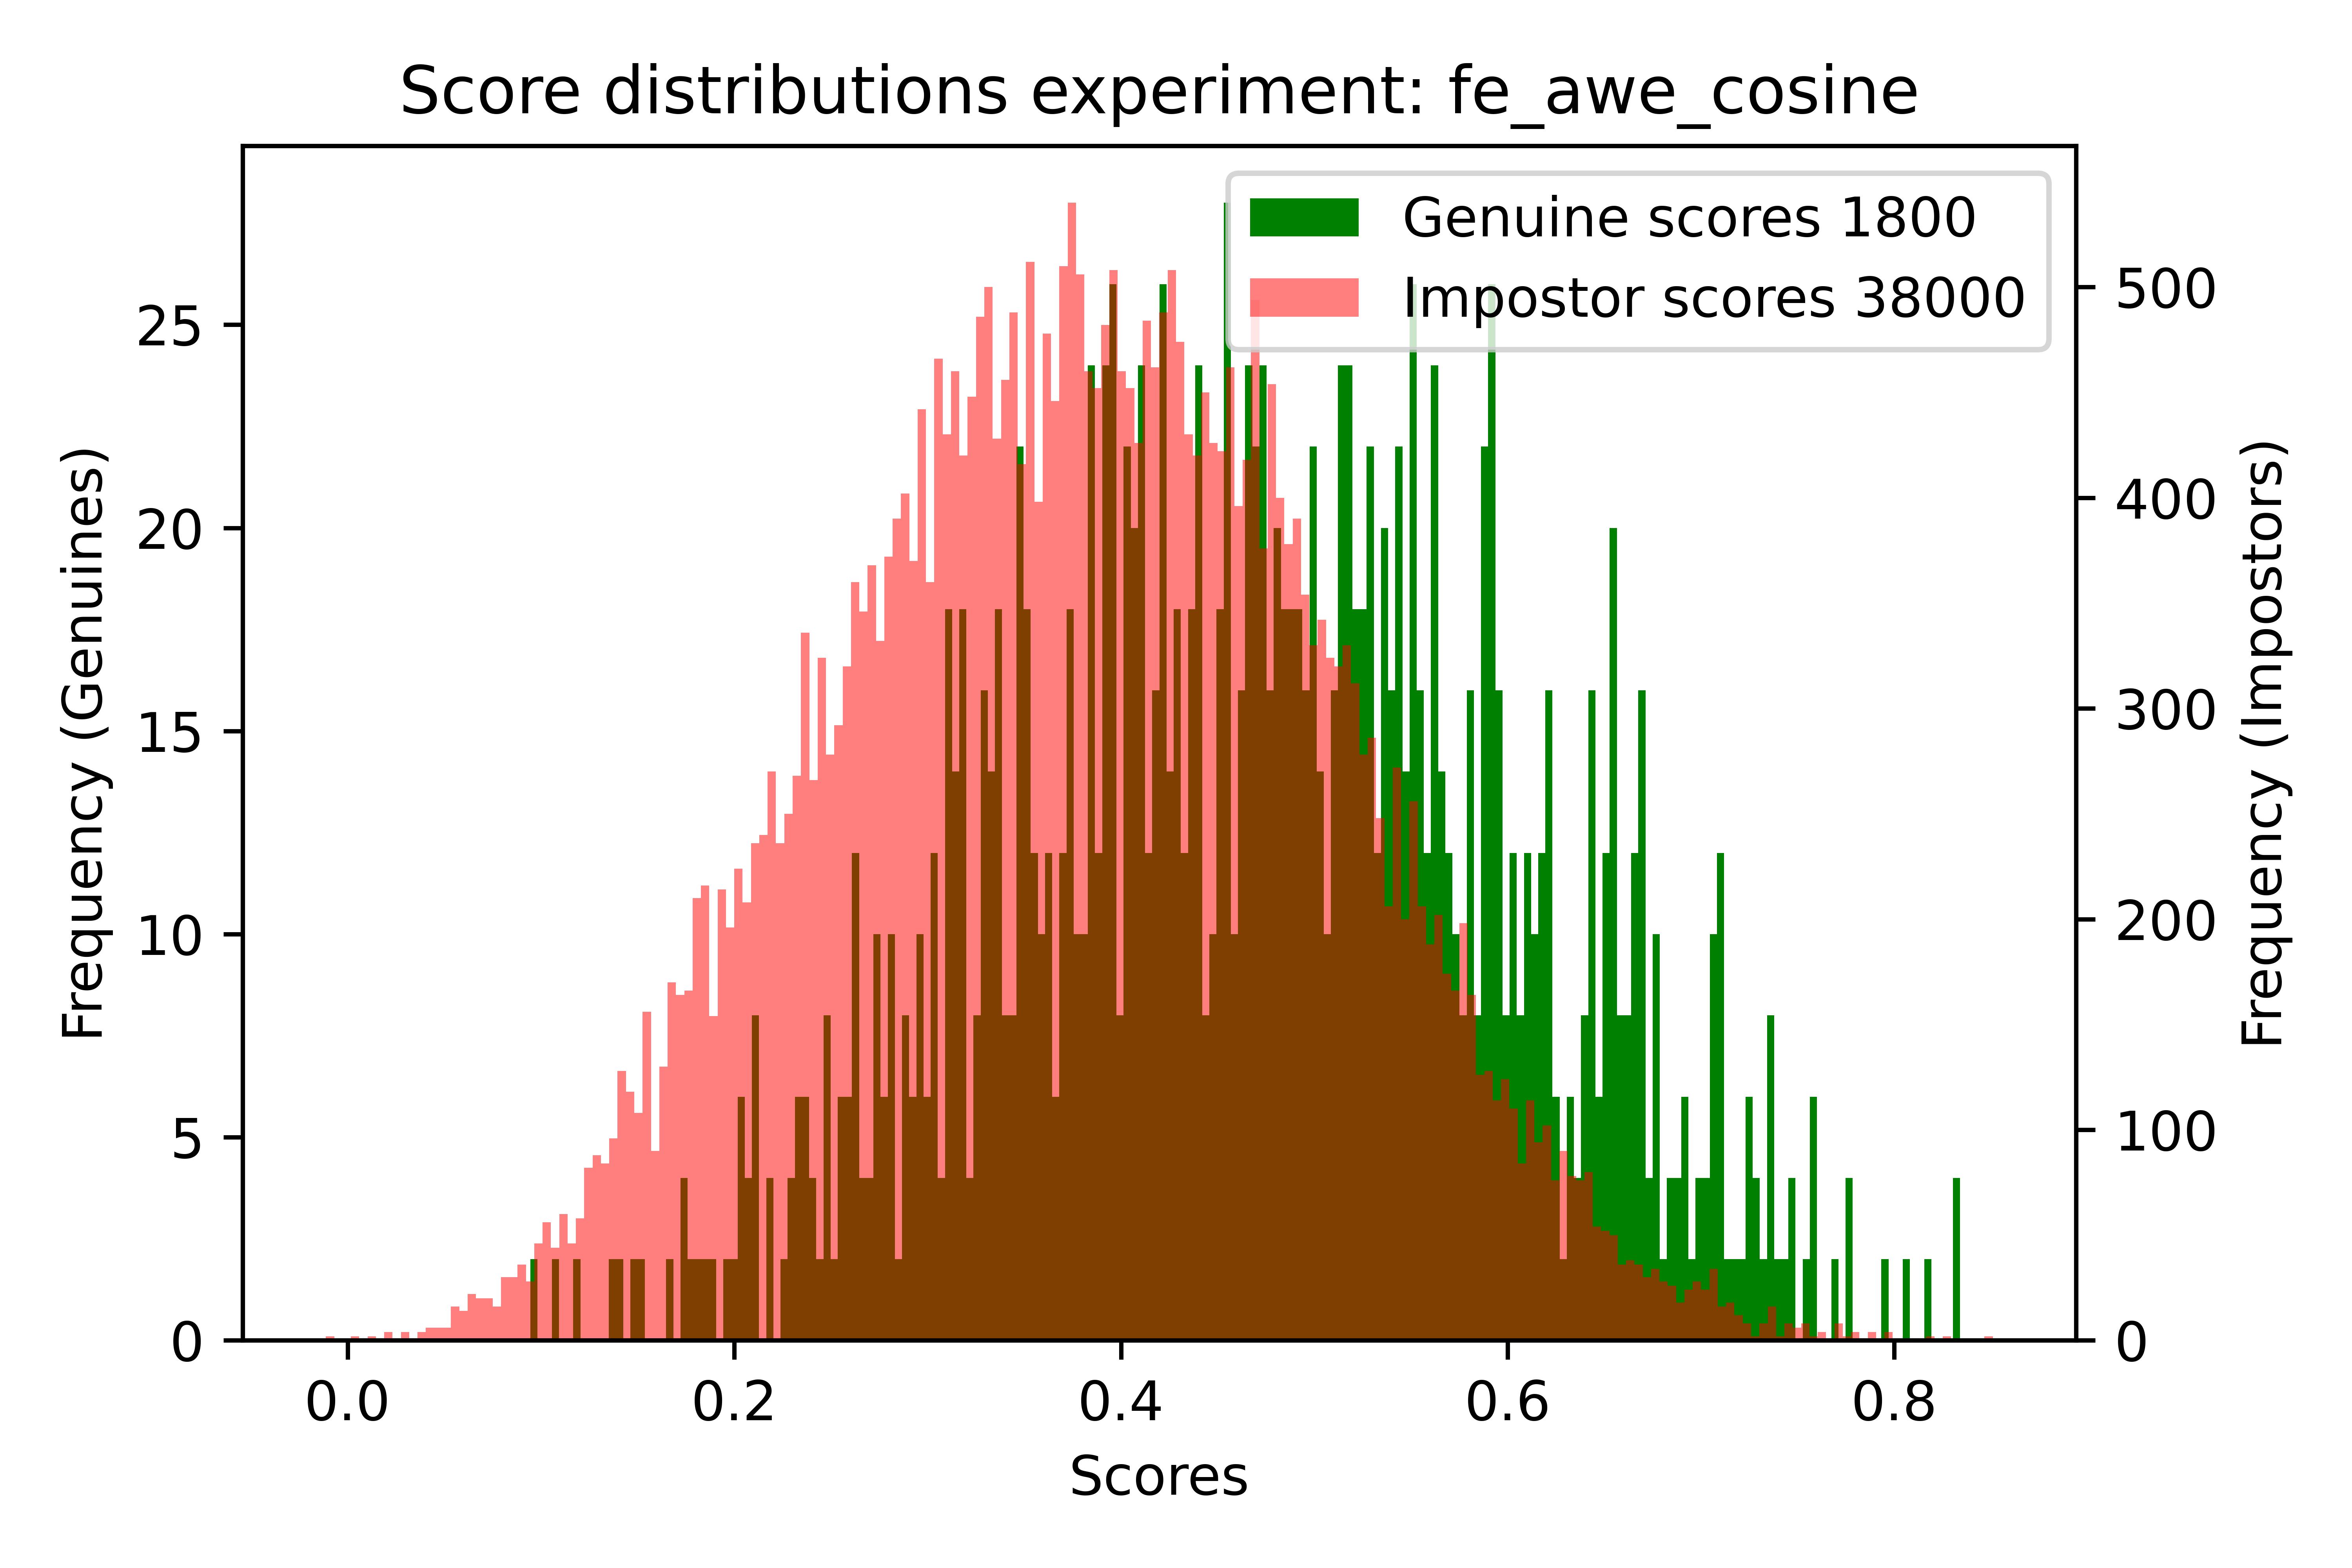 Score distributions experiment: fe_awe_cosine
Genuine scores 1800
Impostor scores 38000
Frequency (Genuines)
25
20
15
10
5
0
Frequency (Impostors)
500
400
300
200
100
0
0.0 0.2 0.4 0.6 0.8
Scores